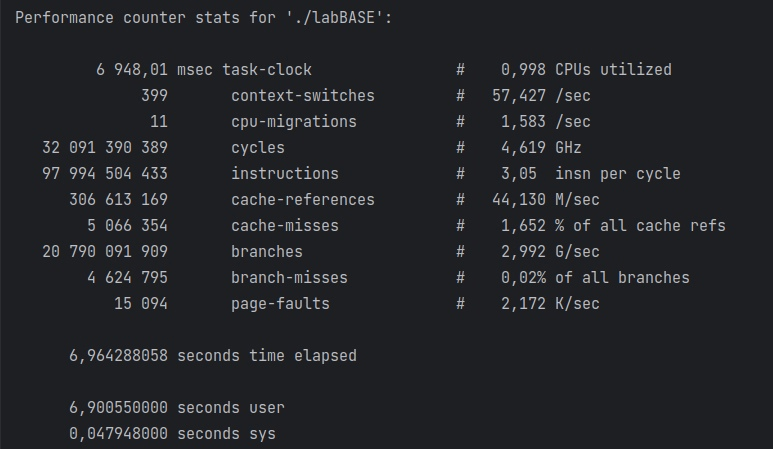 Performance counter stats for './labBASE':
6 948,01 msec task-clock # 0,998 CPUs utilized
399 context-switches # 57,427 /sec
11 cpu-migrations # 1,583 /sec
32 091 390 389 cycles # 4,619 GHz
97 994 504 433 instructions # 3,05 insn per cycle
306 613 169 cache-references # 44,130 M/sec
5 066 354 cache-misses # 1,652 % of all cache refs
20 790 091 909 branches # 2,992 G/sec
4 624 795 branch-misses # 0,02% of all branches
15 094 page-faults # 2,172 K/sec
6,964288058 seconds time elapsed
6,900550000 seconds user
0,047948000 seconds sys